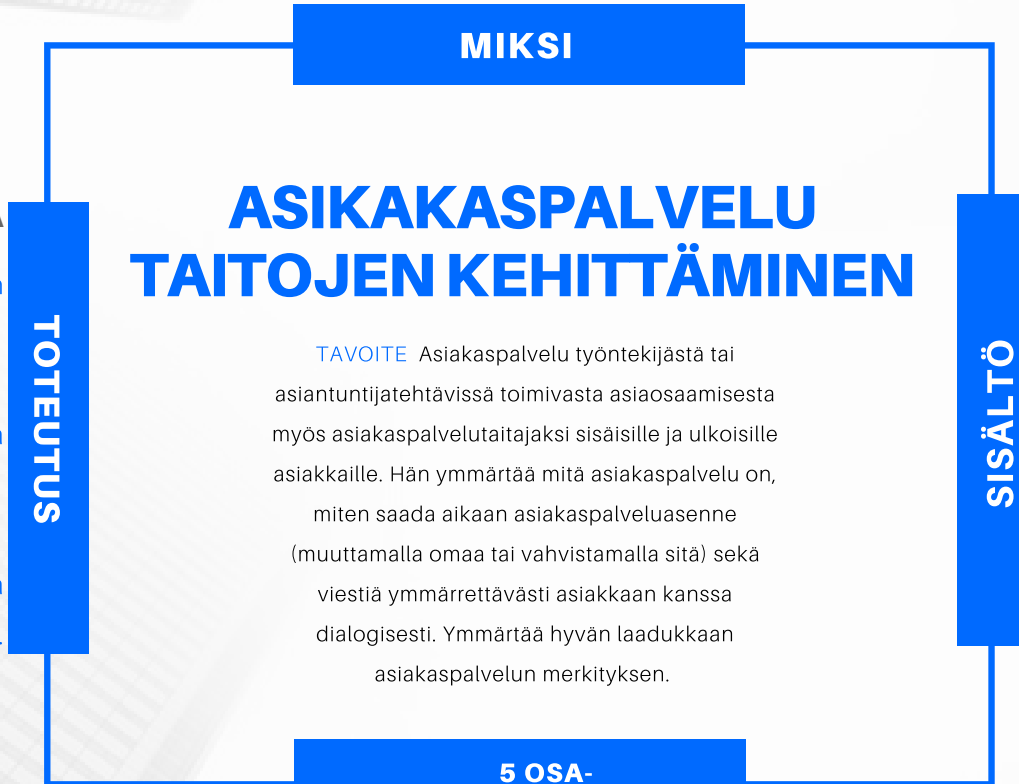 MIKSI
ASIKAKASPALVELU
TAITOJEN KEHITTÄMINEN
TOTEUTUS
SISÄLTÖ
TAVOITE Asiakaspalvelu työntekijästä tai
asiantuntijatehtävissä toimivasta asiaosaamisesta
myös asiakaspalvelutaitajaksi sisäisille ja ulkoisille
asiakkaille. Hän ymmärtää mitä asiakaspalvelu on,
miten saada aikaan asiakaspalveluasenne
(muuttamalla omaa tai vahvistamalla sitä) sekä
viestiä ymmärrettävästi asiakkaan kanssa
dialogisesti. Ymmärtää hyvän laadukkaan
asiakaspalvelun merkityksen.
5 OSA-